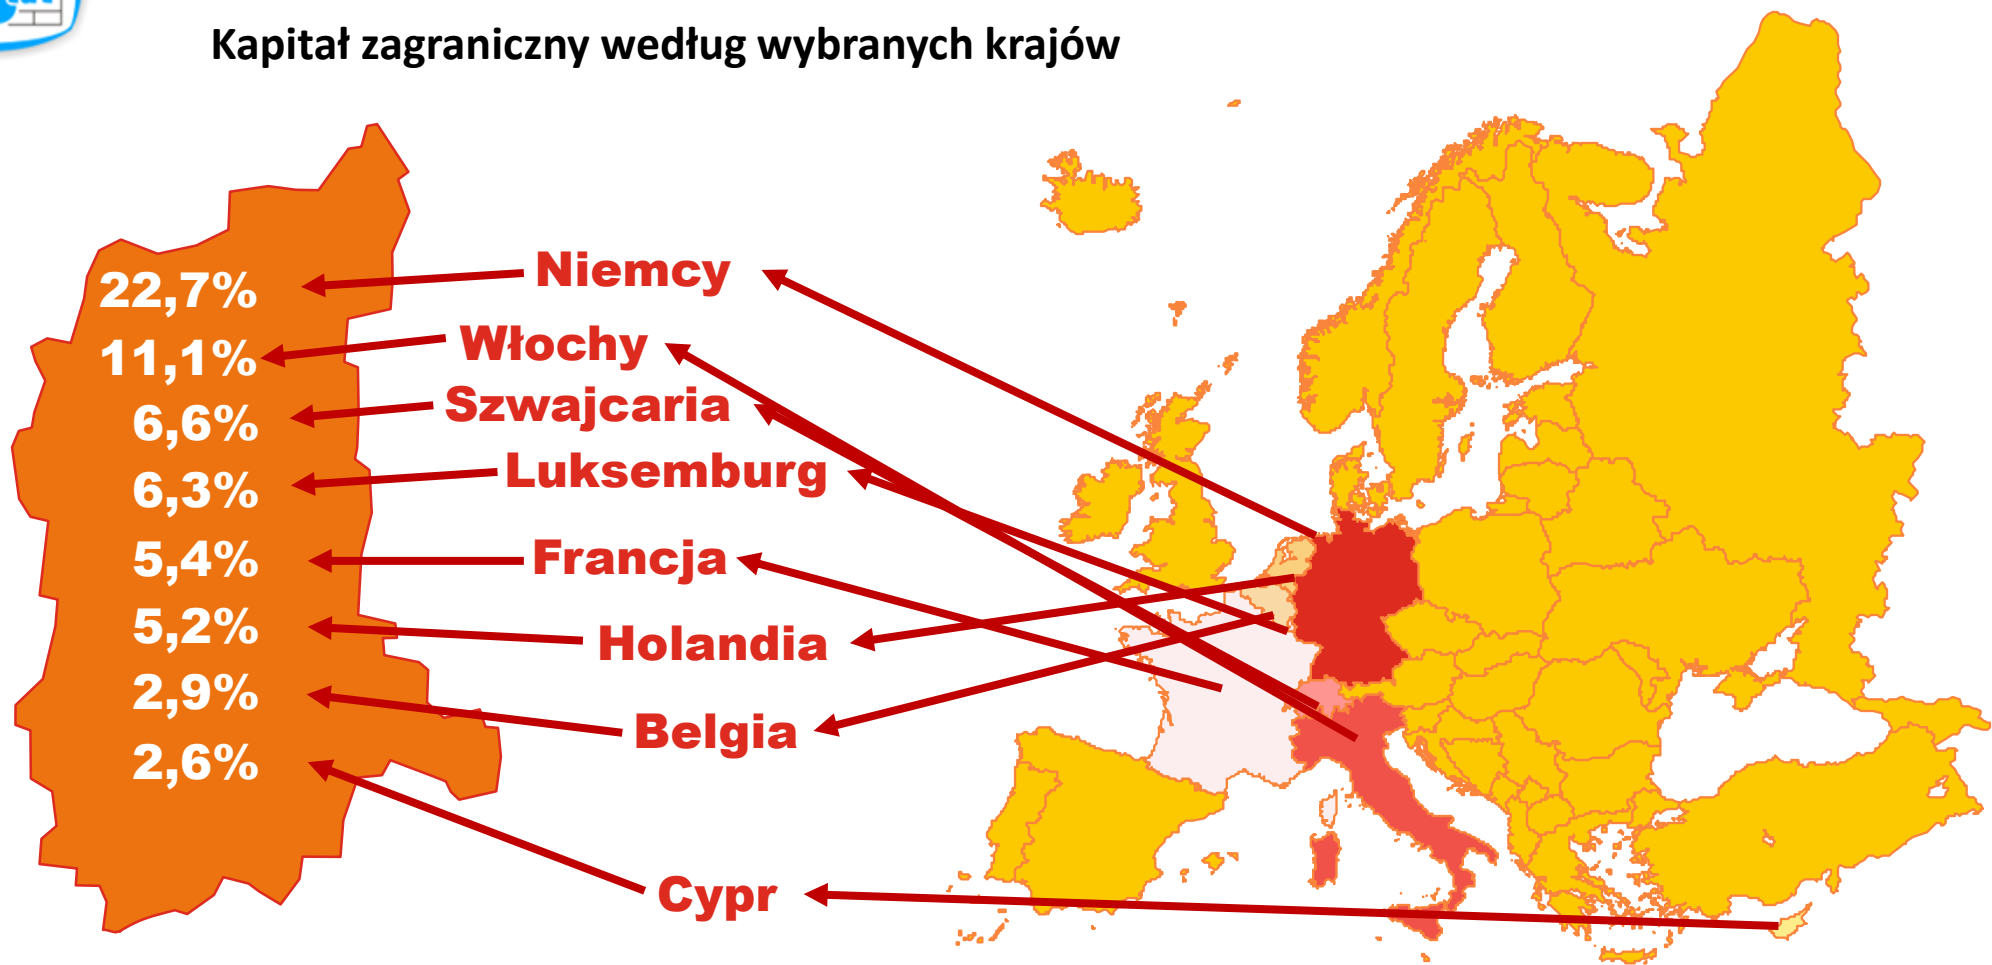 Kapitał zagraniczny według wybranych krajów
22,7% Niemcy
11,1% Włochy
6,6% Szwajcaria
6,3% Luksemburg
5,4% Francja
5,2% Holandia
2,9% Belgia
2,6% Cypr